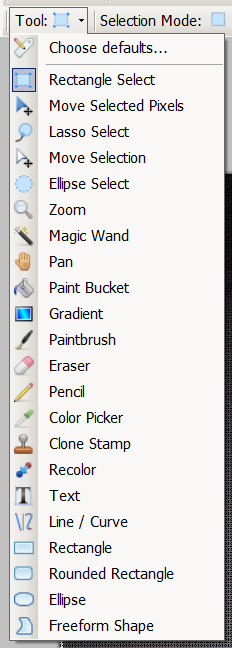 Tool: Selection Mode:
Choose defaults...
Rectangle Select
Move Selected Pixels
Lasso Select
Move Selection
Ellipse Select
Zoom
Magic Wand
Pan
Paint Bucket
Gradient
Paintbrush
Eraser
Pencil
Color Picker
Clone Stamp
Recolor
Text
Line / Curve
Rectangle
Rounded Rectangle
Ellipse
Freeform Shape